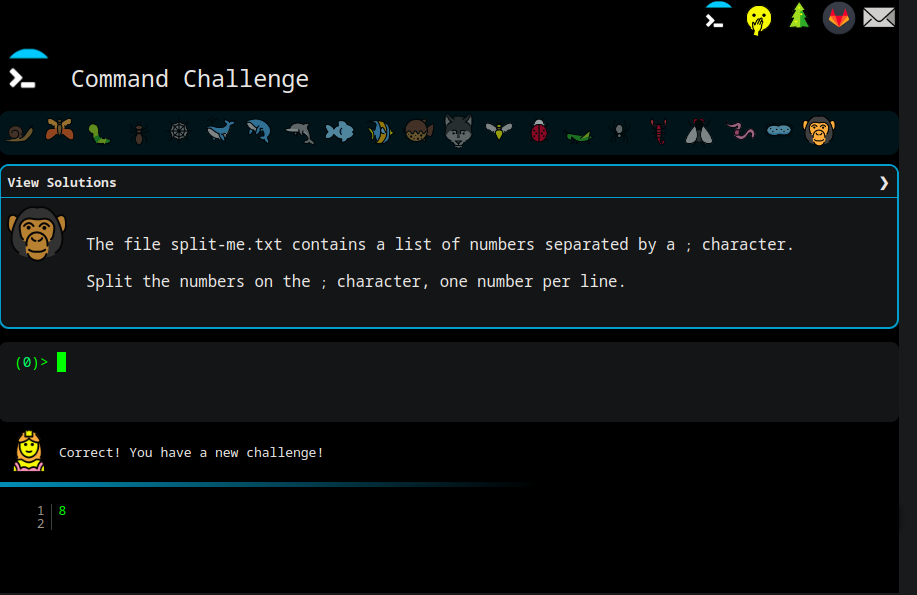 Command Challenge
View Solutions
The file split-me.txt contains a list of numbers separated by a ; character.
Split the numbers on the ; character, one number per line.
(0)>
Correct! You have a new challenge!
1 8
2